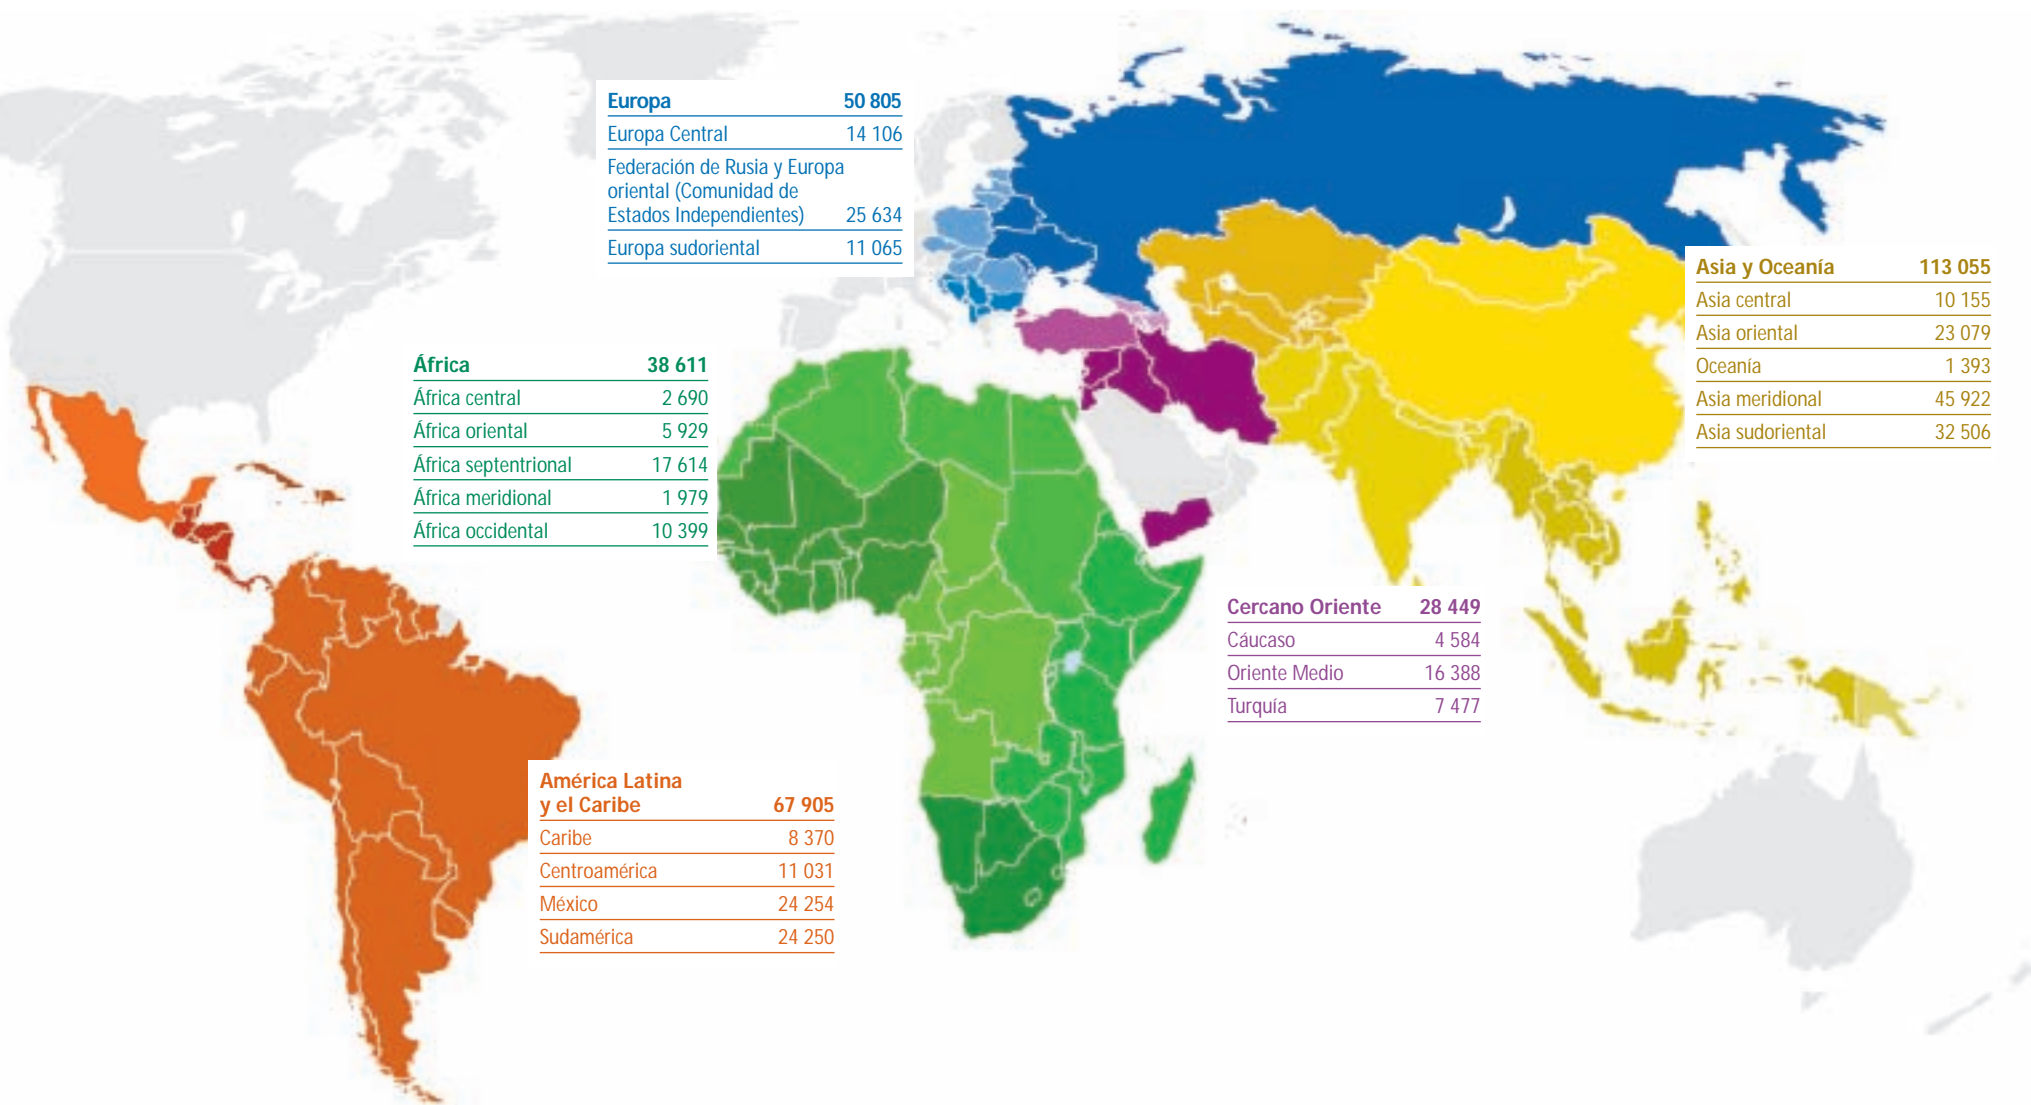 Europa 50 805
Europa Central 14 106
Federación de Rusia y Europa
oriental (Comunidad de
Estados Independientes) 25 634
Europa sudoriental 11 065
Asia y Oceanía 113 055
Asia central 10 155
Asia oriental 23 079
Oceanía 1 393
Asia meridional 45 922
Asia sudoriental 32 506
África 38 611
África central 2 690
África oriental 5 929
África septentrional 17 614
África meridional 1 979
África occidental 10 399
Cercano Oriente 28 449
Cáucaso 4 584
Oriente Medio 16 388
Turquía 7 477
América Latina
y el Caribe 67 905
Caribe 8 370
Centroamérica 11 031
México 24 254
Sudamérica 24 250